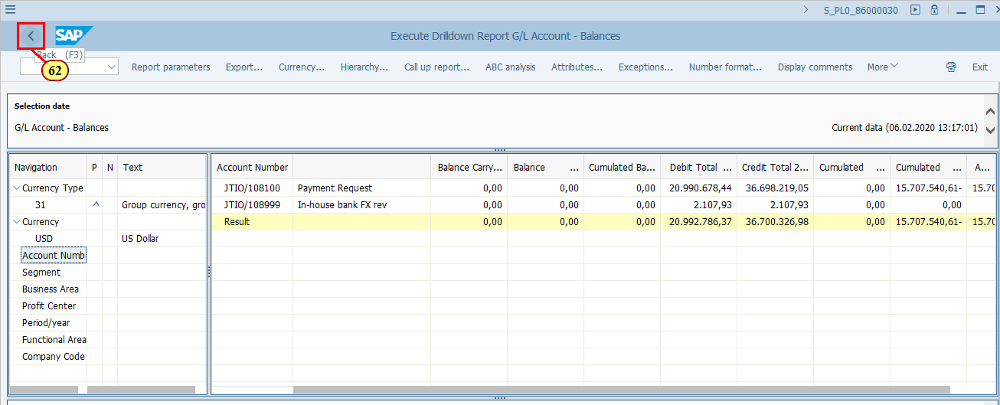 S_PL0_86000030
SAP Execute Drilldown Report G/L Account - Balances
Back (F3)
62
Report parameters Export... Currency... Hierarchy... Call up report... ABC analysis Attributes... Exceptions... Number format... Display comments More Exit
Selection date
G/L Account - Balances Current data (06.02.2020 13:17:01)
Navigation P N Text Account Number Balance Carry... Balance ... Cumulated Ba... Debit Total ... Credit Total 2... Cumulated ... Cumulated ... A...
Currency Type JTIO/108100 Payment Request 0,00 0,00 0,00 20.990.678,44 36.698.219,05 0,00 15.707.540,61- 15.70
31 Group currency, gro JTIO/108999 In-house bank FX rev 0,00 0,00 0,00 2.107,93 2.107,93 0,00 0,00
Currency Result 0,00 0,00 0,00 20.992.786,37 36.700.326,98 0,00 15.707.540,61- 15.70
USD US Dollar
Account Numb
Segment
Business Area
Profit Center
Period/year
Functional Area
Company Code